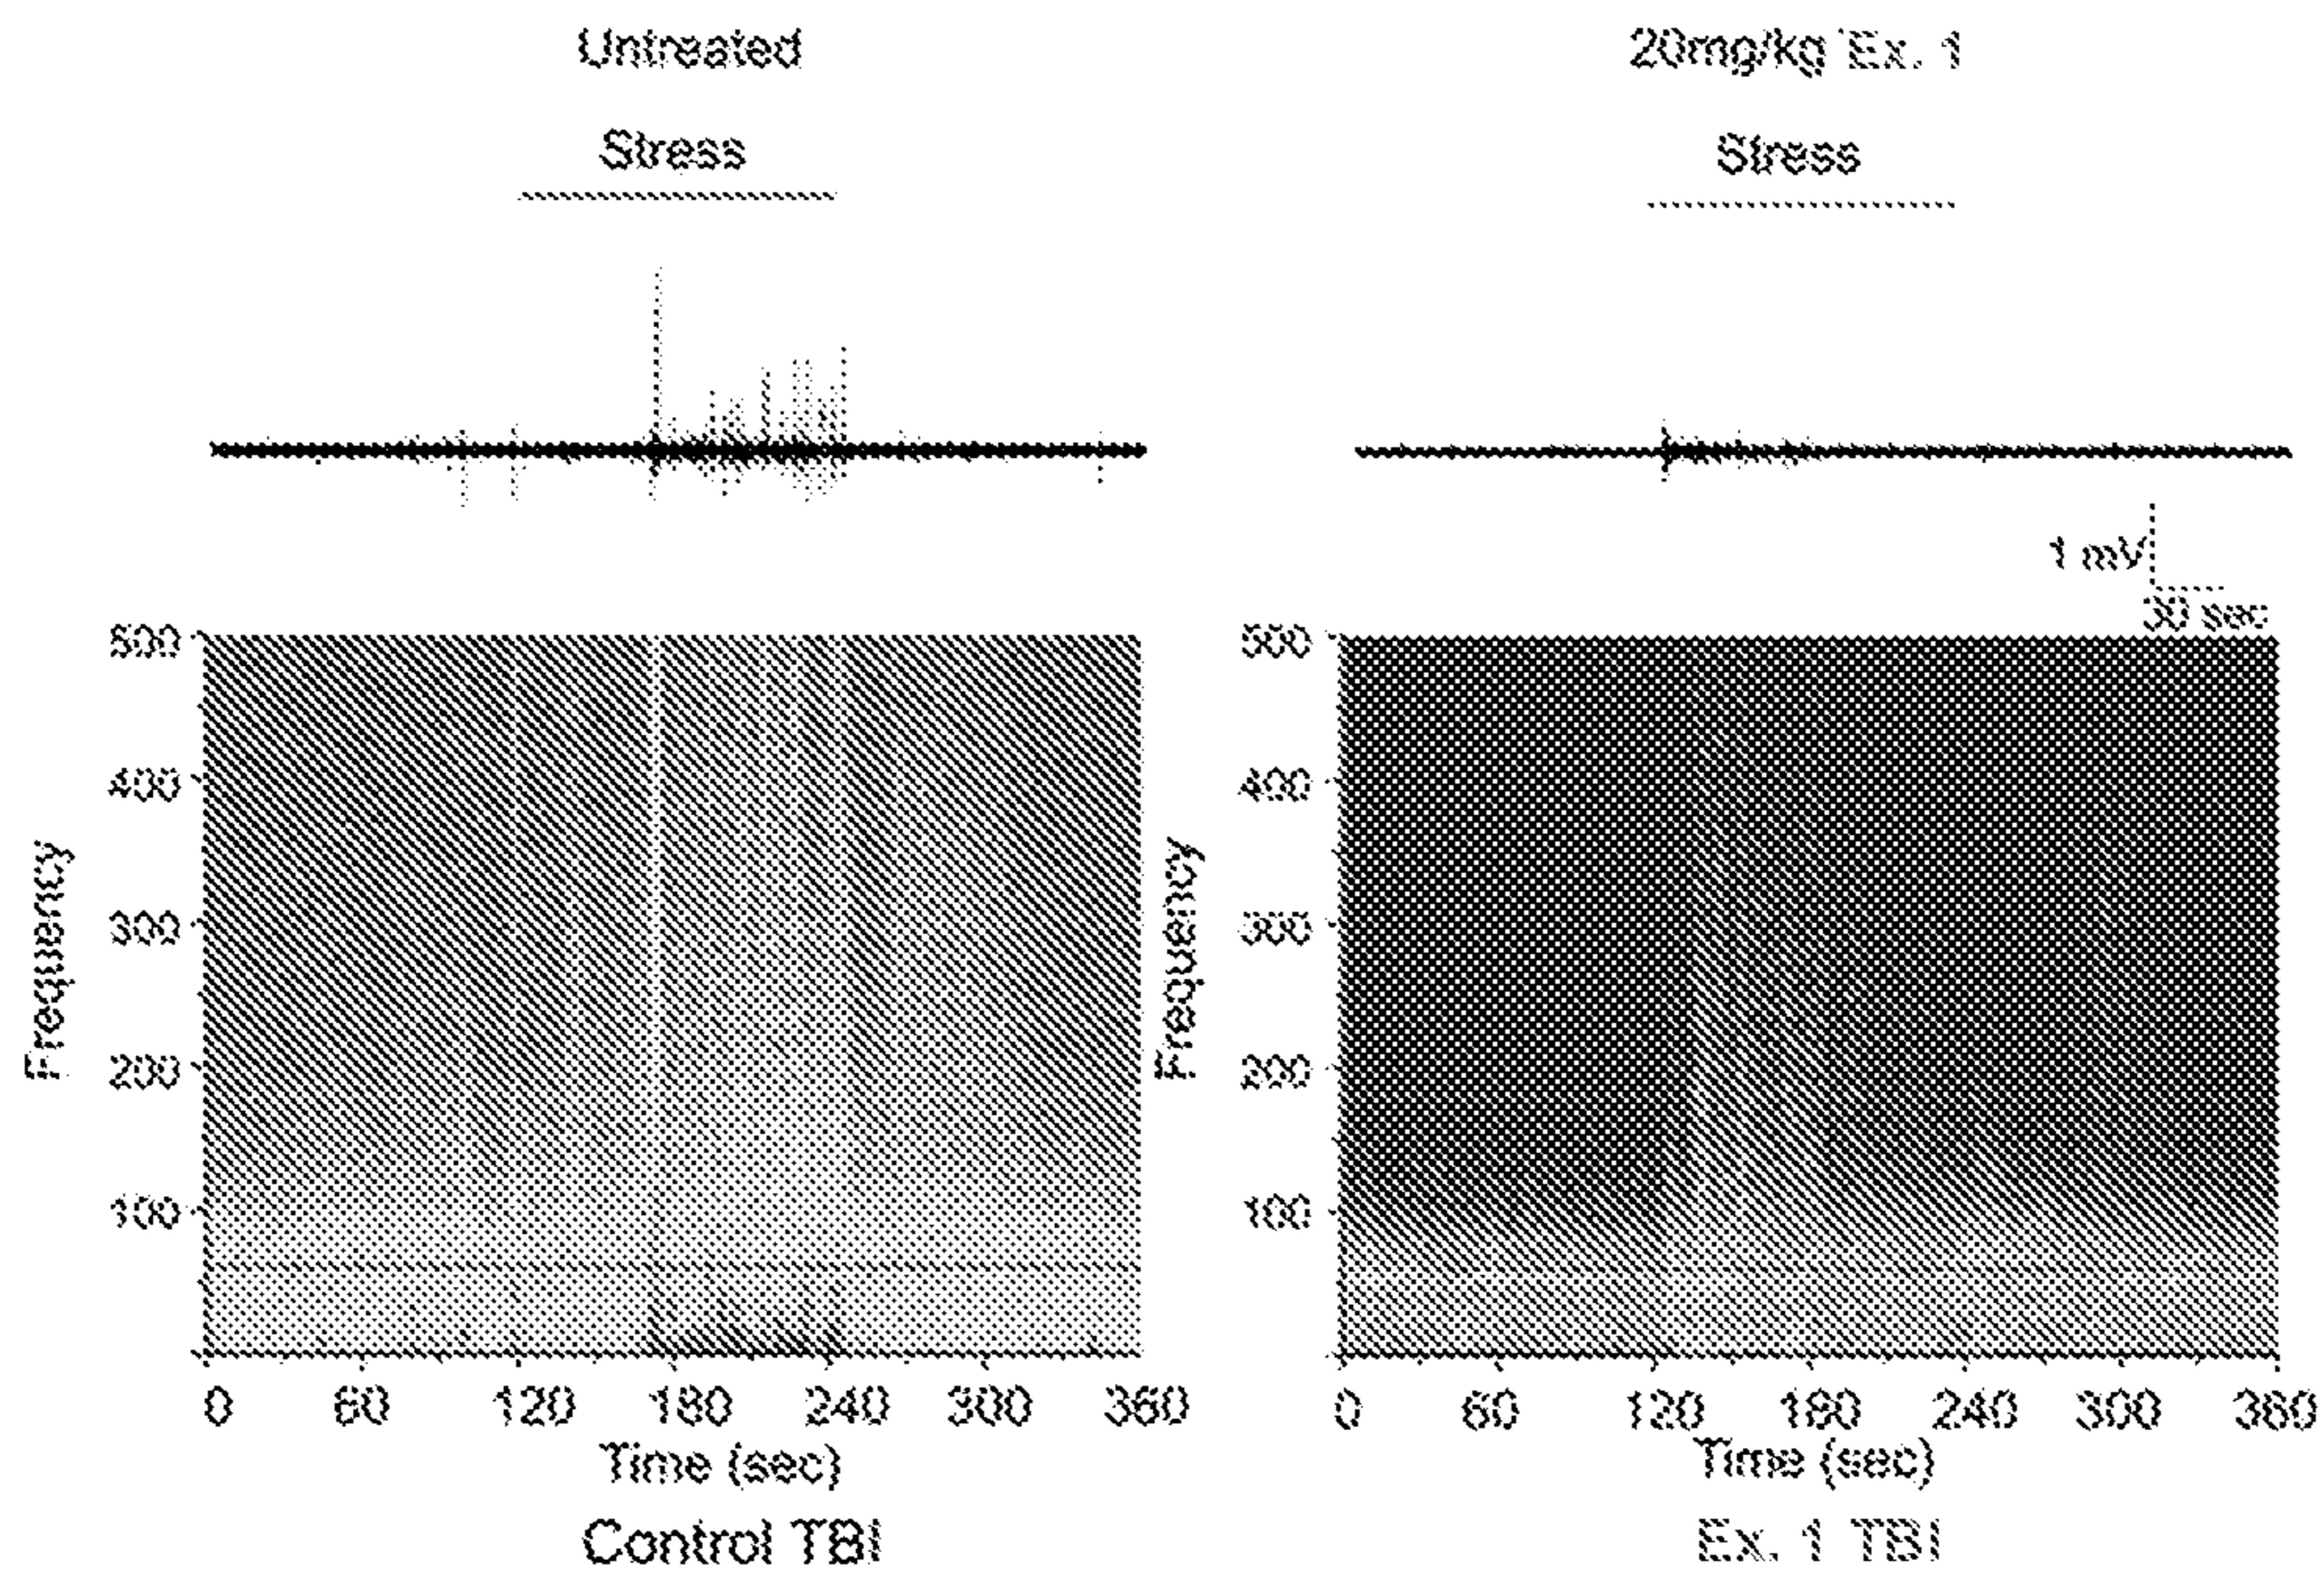 Untreated
20mg/kg Ex. 1
Stress
Stress
1 mV
30 sec
500
400
300
200
100
Frequency
0 60 120 180 240 300 360
Time (sec)
Control TBI
500
400
300
200
100
Frequency
0 60 120 180 240 300 360
Time (sec)
Ex. 1 TBI